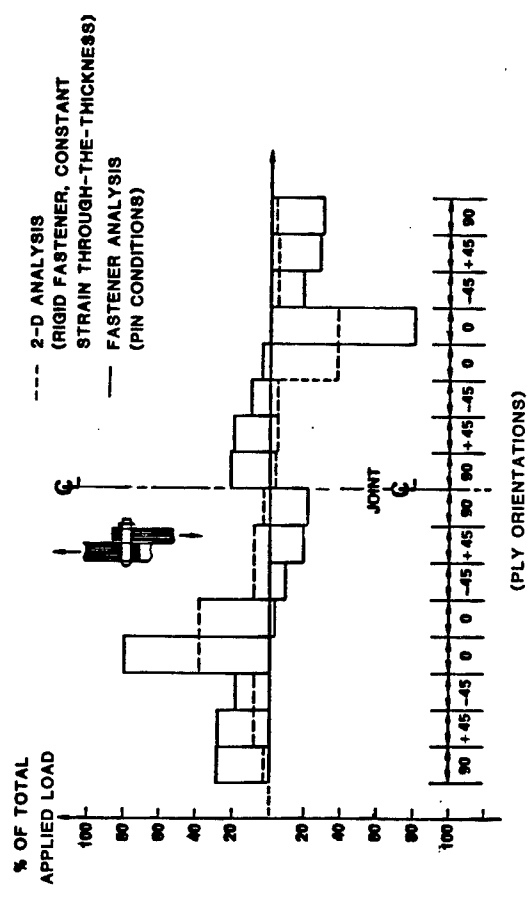 % OF TOTAL
APPLIED LOAD
--- 2-D ANALYSIS
(RIGID FASTENER, CONSTANT
STRAIN THROUGH-THE-THICKNESS)
— FASTENER ANALYSIS
(PIN CONDITIONS)
100
80
60
40
20
0
20
40
60
80
100
℄
JOINT
℄
90 +45 -45 0 0 -45 +45 90 90 +45 -45 0 0 -45 +45 90
(PLY ORIENTATIONS)